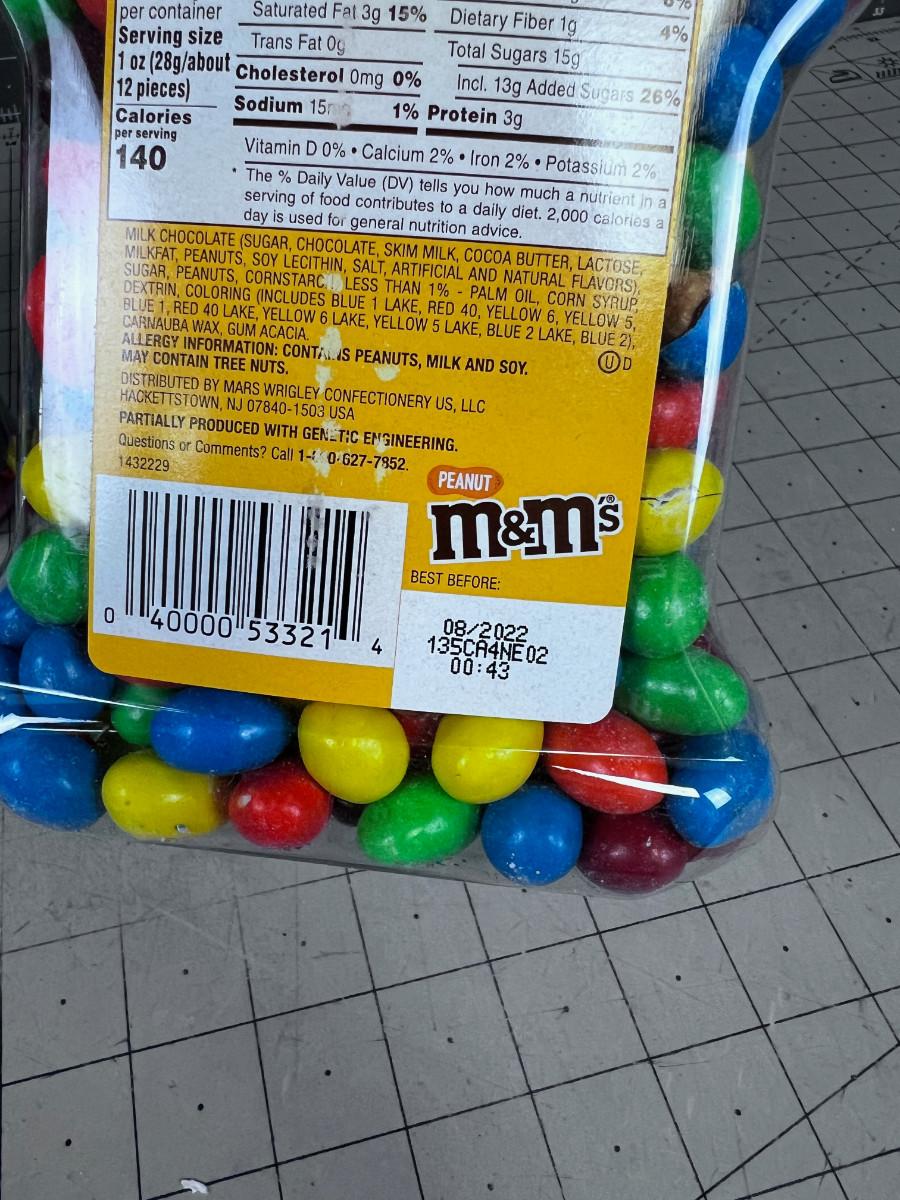 per container
Serving size
1 oz (28g/about
12 pieces)
Calories
per serving
140
Saturated Fat 3g 15%
Trans Fat 0g
Cholesterol 0mg 0%
Sodium 15mg 1%
Dietary Fiber 1g 4%
Total Sugars 15g
Incl. 13g Added Sugars 26%
Protein 3g
Vitamin D 0% • Calcium 2% • Iron 2% • Potassium 2%
* The % Daily Value (DV) tells you how much a nutrient in a
serving of food contributes to a daily diet. 2,000 calories a
day is used for general nutrition advice.
MILK CHOCOLATE (SUGAR, CHOCOLATE, SKIM MILK, COCOA BUTTER, LACTOSE,
MILKFAT, PEANUTS, SOY LECITHIN, SALT, ARTIFICIAL AND NATURAL FLAVORS),
SUGAR, PEANUTS, CORNSTARCH, LESS THAN 1% - PALM OIL, CORN SYRUP,
DEXTRIN, COLORING (INCLUDES BLUE 1 LAKE, RED 40, YELLOW 6, YELLOW 5,
BLUE 1, RED 40 LAKE, YELLOW 6 LAKE, YELLOW 5 LAKE, BLUE 2 LAKE, BLUE 2),
CARNAUBA WAX, GUM ACACIA.
ALLERGY INFORMATION: CONTAINS PEANUTS, MILK AND SOY.
MAY CONTAIN TREE NUTS.
U D
DISTRIBUTED BY MARS WRIGLEY CONFECTIONERY US, LLC
HACKETTSTOWN, NJ 07840-1503 USA
PARTIALLY PRODUCED WITH GENETIC ENGINEERING.
Questions or Comments? Call 1-800-627-7852.
1432229
PEANUT
m&m's®
BEST BEFORE:
08/2022
135CA4NE02
00:43
0 40000 53321 4